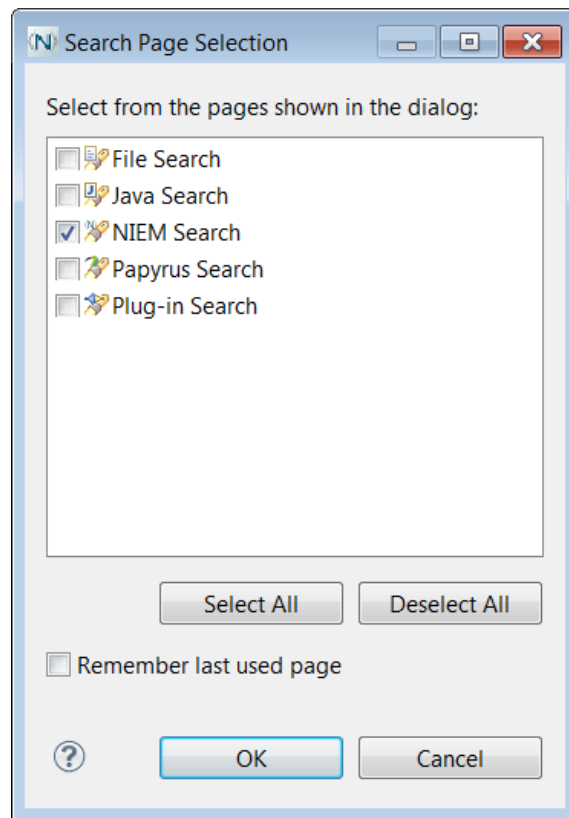 Search Page Selection
Select from the pages shown in the dialog:
File Search
Java Search
NIEM Search
Papyrus Search
Plug-in Search
Select All Deselect All
Remember last used page
? OK Cancel